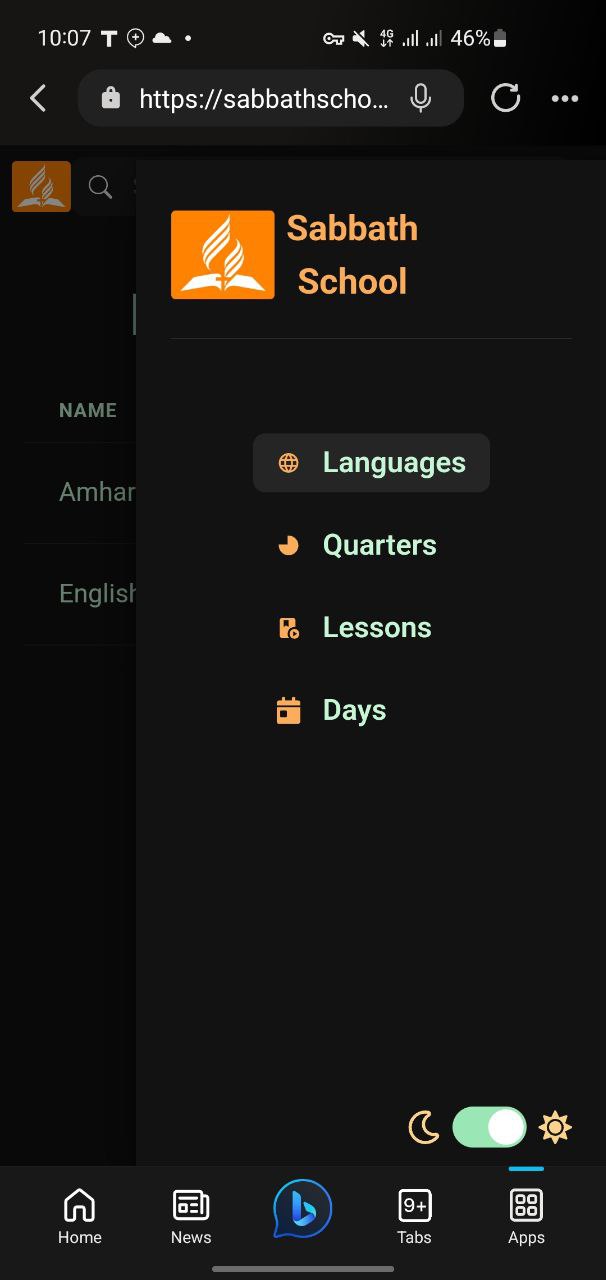 10:07
4G
46%
https://sabbathscho...
Sabbath
School
NAME
Amhar
English
Languages
Quarters
Lessons
Days
9+
Home
News
Tabs
Apps